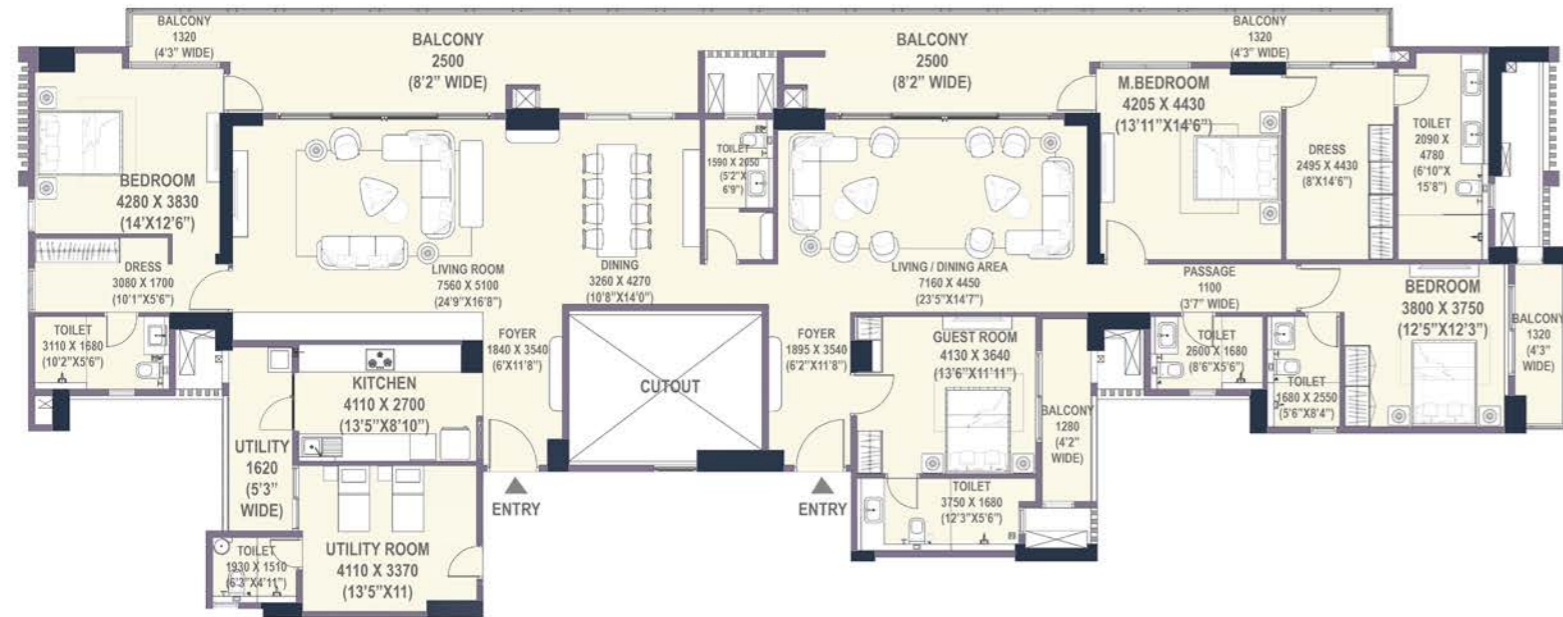 BALCONY
1320
(4'3" WIDE)
BALCONY
2500
(8'2" WIDE)
BALCONY
2500
(8'2" WIDE)
BALCONY
1320
(4'3" WIDE)
BEDROOM
4280 X 3830
(14'X12'6")
TOILET
1590 X 2050
(5'2"X
6'9")
M.BEDROOM
4205 X 4430
(13'11"X14'6")
DRESS
2495 X 4430
(8'X14'6")
TOILET
2090 X
4780
(6'10"X
15'8")
DRESS
3080 X 1700
(10'1"X5'6")
LIVING ROOM
7560 X 5100
(24'9"X16'8")
DINING
3260 X 4270
(10'8"X14'0")
LIVING / DINING AREA
7160 X 4450
(23'5"X14'7")
PASSAGE
1100
(3'7" WIDE)
BEDROOM
3800 X 3750
(12'5"X12'3")
BALCONY
1320
(4'3"
WIDE)
TOILET
3110 X 1680
(10'2"X5'6")
FOYER
1840 X 3540
(6'X11'8")
CUTOUT
FOYER
1895 X 3540
(6'2"X11'8")
GUEST ROOM
4130 X 3640
(13'6"X11'11")
TOILET
2600 X 1680
(8'6"X5'6")
TOILET
1680 X 2550
(5'6"X8'4")
KITCHEN
4110 X 2700
(13'5"X8'10")
BALCONY
1280
(4'2"
WIDE)
UTILITY
1620
(5'3"
WIDE)
ENTRY
ENTRY
TOILET
3750 X 1680
(12'3"X5'6")
TOILET
1930 X 1510
(6'3"X4'11")
UTILITY ROOM
4110 X 3370
(13'5"X11)